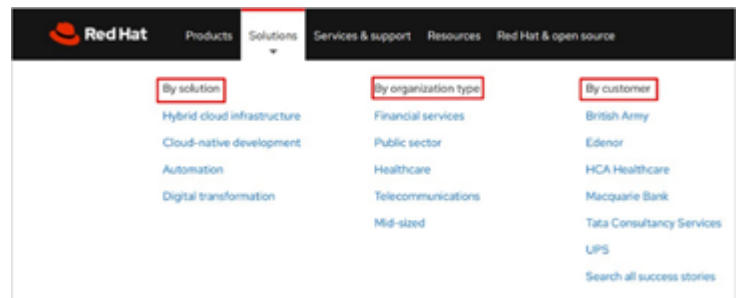 Red Hat
Products Solutions Services & support Resources Red Hat & open source
By solution
Hybrid cloud infrastructure
Cloud-native development
Automation
Digital transformation
By organization type
Financial services
Public sector
Healthcare
Telecommunications
Mid-sized
By customer
British Army
Edenor
HCA Healthcare
Macquarie Bank
Tata Consultancy Services
UPS
Search all success stories